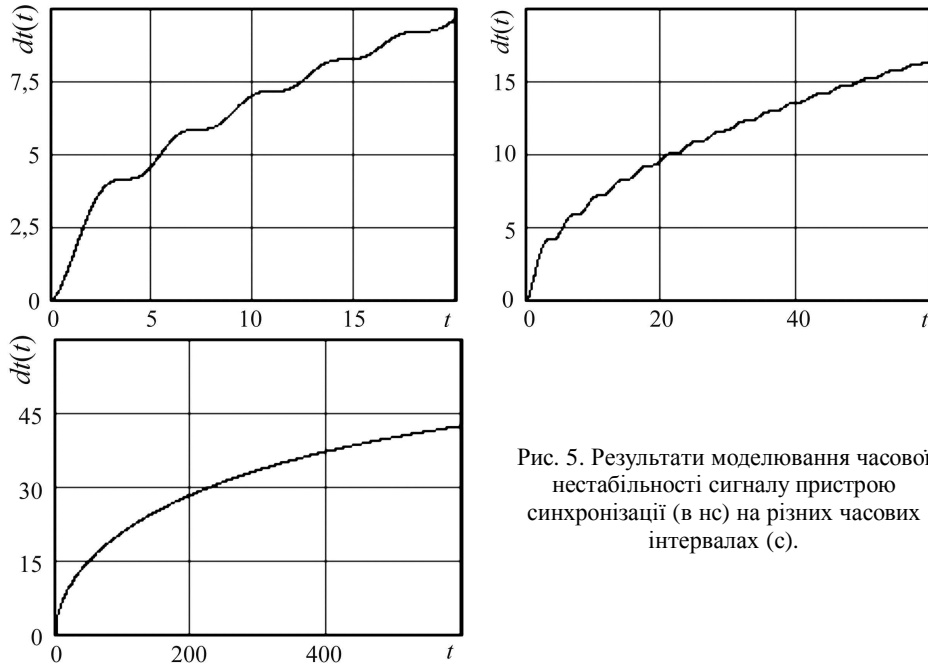 dt(t)
7,5
5
2,5
0
0 5 10 15 t
dt(t)
15
10
5
0
0 20 40 t
dt(t)
45
30
15
0
0 200 400 t
Рис. 5. Результати моделювання часової
нестабільності сигналу пристрою
синхронізації (в нс) на різних часових
інтервалах (с).